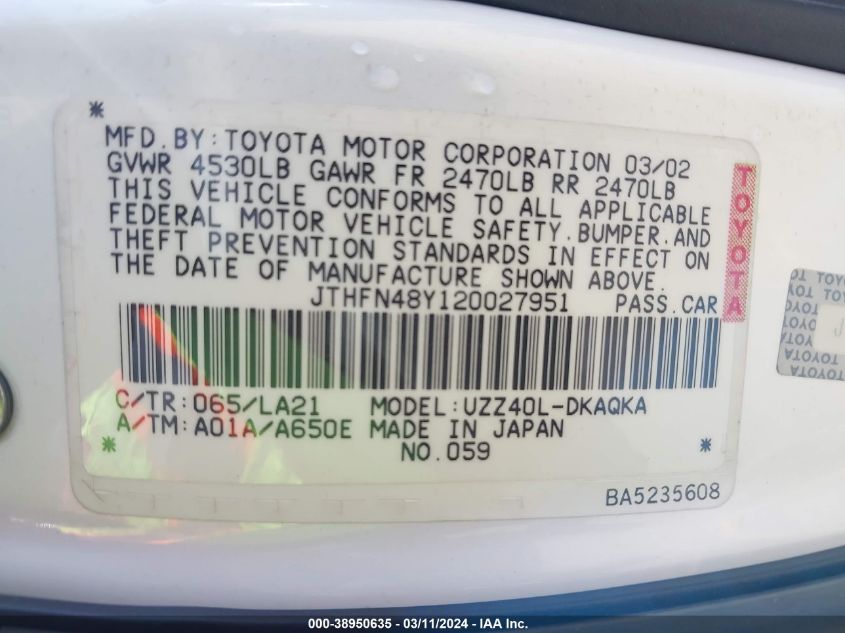 MFD.BY:TOYOTA MOTOR CORPORATION 03/02
GVWR 4530LB GAWR FR 2470LB RR 2470LB
THIS VEHICLE CONFORMS TO ALL APPLICABLE
FEDERAL MOTOR VEHICLE SAFETY.BUMPER.AND
THEFT PREVENTION STANDARDS IN EFFECT ON
THE DATE OF MANUFACTURE SHOWN ABOVE.
JTHFN48Y120027951 PASS.CAR
TOYOTA
C/TR:065/LA21 MODEL:UZZ40L-DKAQKA
A/TM:A01A/A650E MADE IN JAPAN
NO.059
BA5235608
TOYOTA
TOYOTA
000-38950635 - 03/11/2024 - IAA Inc.